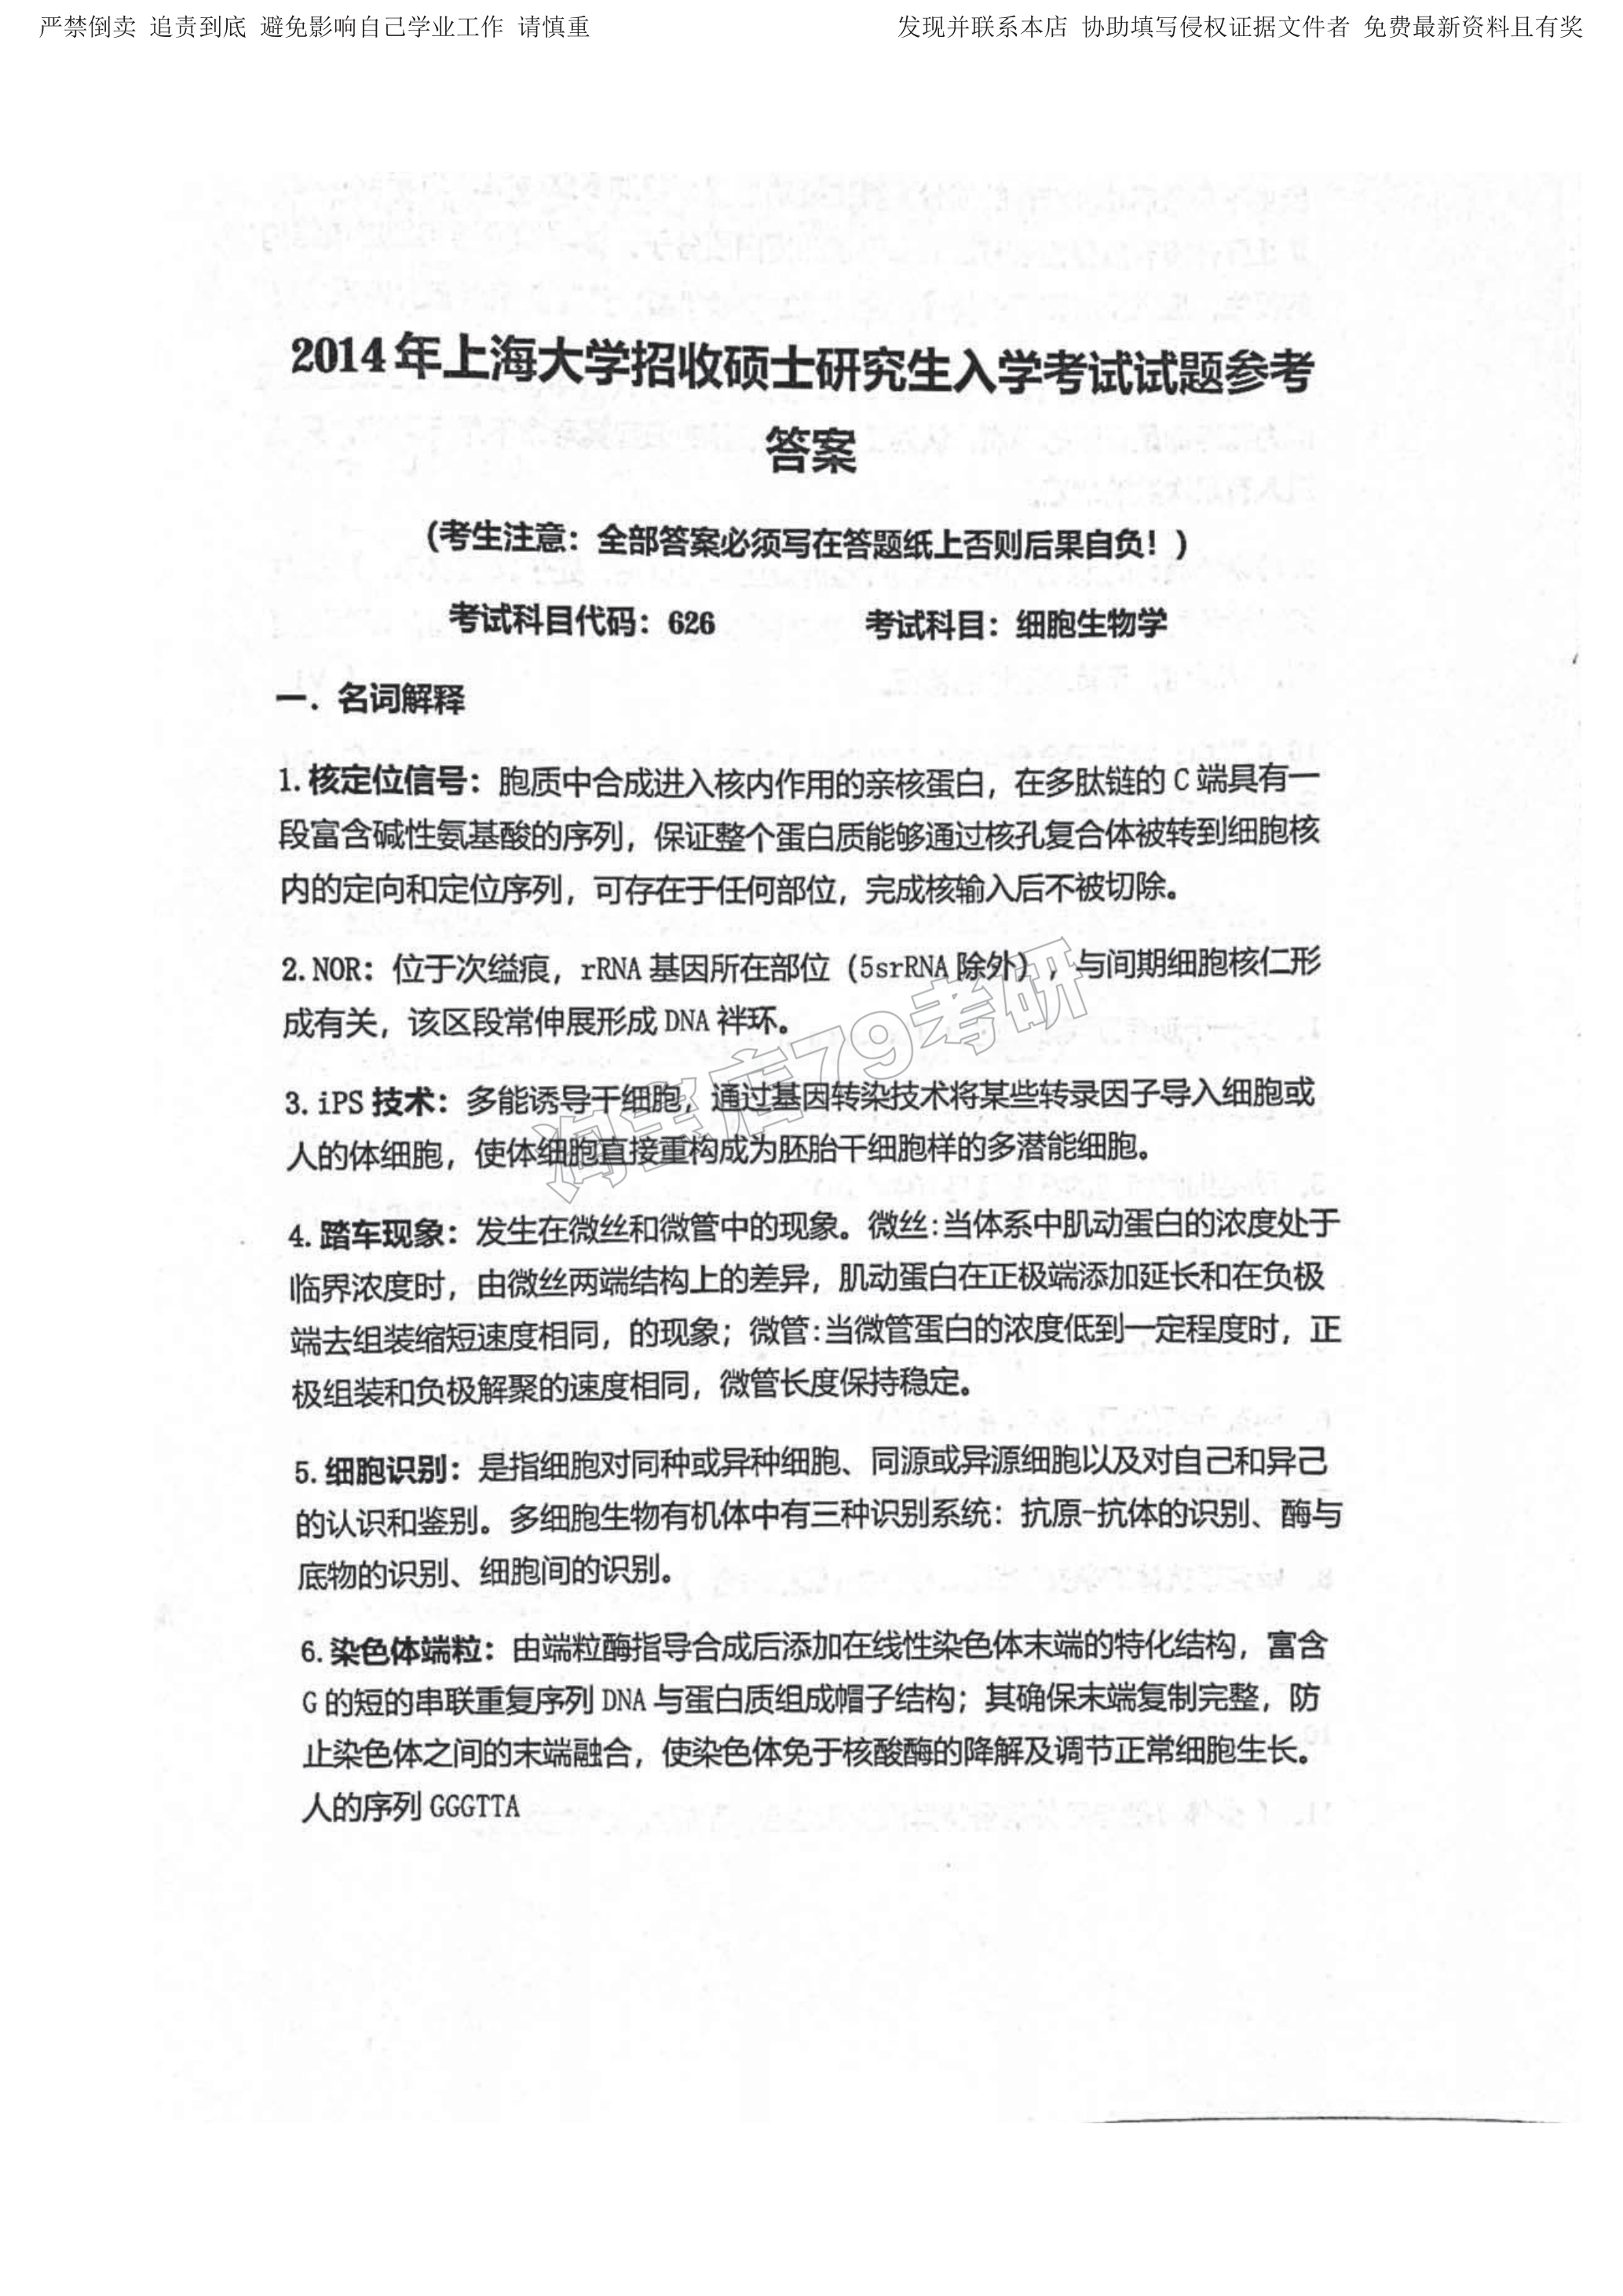 严禁倒卖 追责到底 避免影响自己学业工作 请慎重
发现并联系本店 协助填写侵权证据文件者 免费最新资料且有奖
2014年上海大学招收硕士研究生入学考试试题参考
答案
(考生注意：全部答案必须写在答题纸上否则后果自负！)
考试科目代码：626 考试科目：细胞生物学
一．名词解释
1.核定位信号：胞质中合成进入核内作用的亲核蛋白，在多肽链的C端具有一
段富含碱性氨基酸的序列，保证整个蛋白质能够通过核孔复合体被转到细胞核
内的定向和定位序列，可存在于任何部位，完成核输入后不被切除。
2.NOR：位于次缢痕，rRNA基因所在部位（5srRNA除外），与间期细胞核仁形
成有关，该区段常伸展形成DNA袢环。
3.iPS技术：多能诱导干细胞，通过基因转染技术将某些转录因子导入细胞或
人的体细胞，使体细胞直接重构成为胚胎干细胞样的多潜能细胞。
4.踏车现象：发生在微丝和微管中的现象。微丝:当体系中肌动蛋白的浓度处于
临界浓度时，由微丝两端结构上的差异，肌动蛋白在正极端添加延长和在负极
端去组装缩短速度相同，的现象；微管:当微管蛋白的浓度低到一定程度时，正
极组装和负极解聚的速度相同，微管长度保持稳定。
5.细胞识别：是指细胞对同种或异种细胞、同源或异源细胞以及对自己和异己
的认识和鉴别。多细胞生物有机体中有三种识别系统：抗原-抗体的识别、酶与
底物的识别、细胞间的识别。
6.染色体端粒：由端粒酶指导合成后添加在线性染色体末端的特化结构，富含
G的短的串联重复序列DNA与蛋白质组成帽子结构；其确保末端复制完整，防
止染色体之间的末端融合，使染色体免于核酸酶的降解及调节正常细胞生长。
人的序列GGGTTA
淘宝店79考研